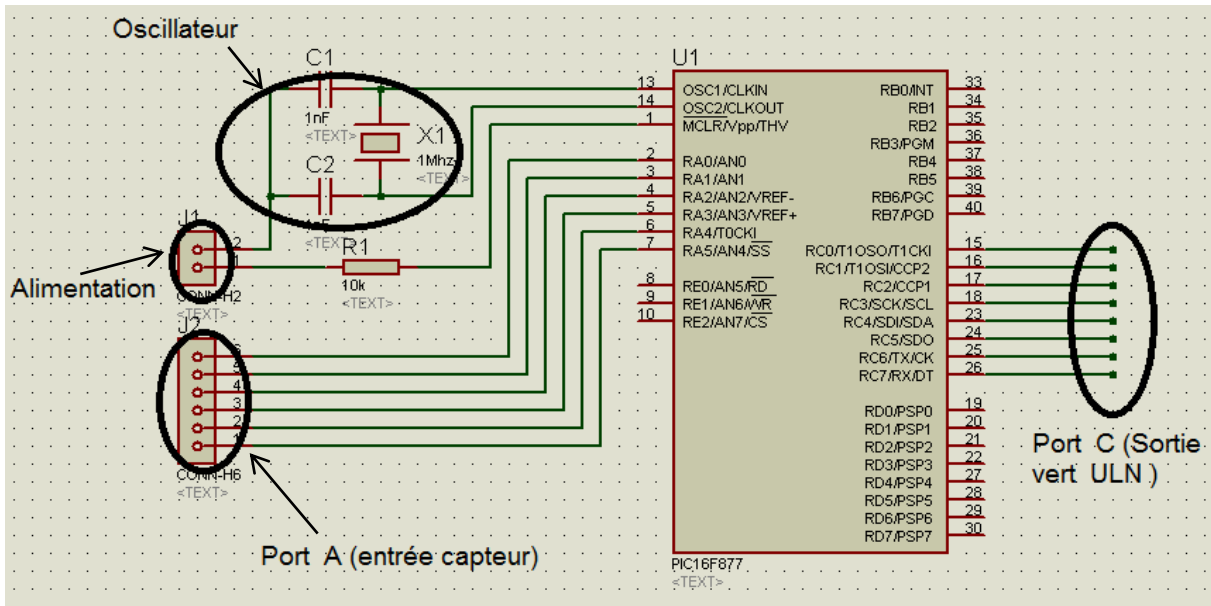 Oscillateur
C1
1nF
<TEXT>
X1
1Mhz
<TEXT>
C2
1nF
<TEXT>
J1
2
1
CONN-H2
<TEXT>
Alimentation
R1
10k
<TEXT>
J2
6
5
4
3
2
1
CONN-H6
<TEXT>
Port A (entrée capteur)
U1
13 OSC1/CLKIN
14 OSC2/CLKOUT
1 MCLR/Vpp/THV
2 RA0/AN0
3 RA1/AN1
4 RA2/AN2/VREF-
5 RA3/AN3/VREF+
6 RA4/T0CKI
7 RA5/AN4/SS
8 RE0/AN5/RD
9 RE1/AN6/WR
10 RE2/AN7/CS
RB0/INT 33
RB1 34
RB2 35
RB3/PGM 36
RB4 37
RB5 38
RB6/PGC 39
RB7/PGD 40
RC0/T1OSO/T1CKI 15
RC1/T1OSI/CCP2 16
RC2/CCP1 17
RC3/SCK/SCL 18
RC4/SDI/SDA 23
RC5/SDO 24
RC6/TX/CK 25
RC7/RX/DT 26
RD0/PSP0 19
RD1/PSP1 20
RD2/PSP2 21
RD3/PSP3 22
RD4/PSP4 27
RD5/PSP5 28
RD6/PSP6 29
RD7/PSP7 30
PIC16F877
<TEXT>
Port C (Sortie
vert ULN )